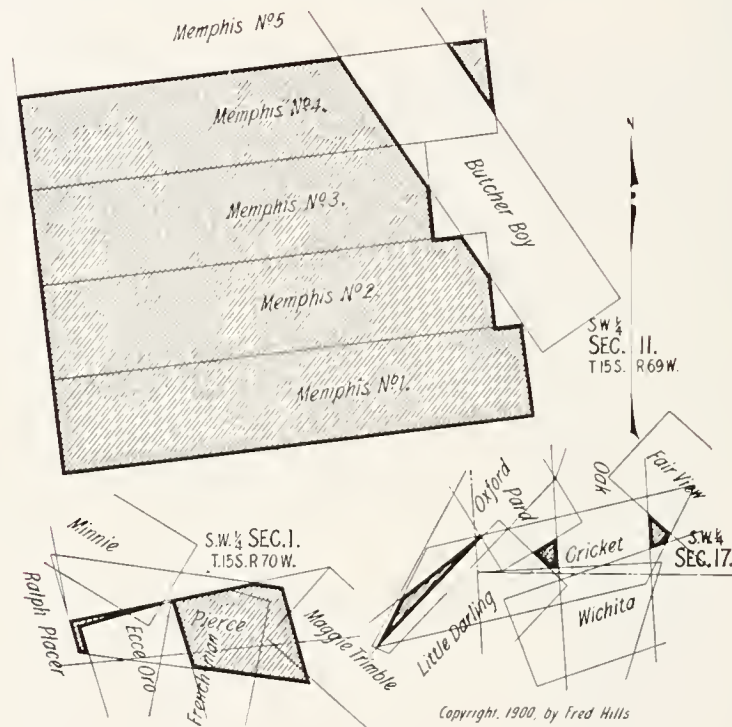 Memphis Nº5
Memphis Nº4.
Memphis Nº3.
Butcher Boy
Memphis Nº2.
Memphis Nº1.
N
S.W. ¼
SEC. 11.
T.15S. R69W.
Minnie
S.W. ¼ SEC. 1.
T.15S. R70W.
Ralph Placer
Ecce Oro
Pierce
Frenchman
Maggie Trimble
Oxford
Pard
Oak
Fair View
Cricket
S.W. ¼
SEC. 17.
Little Darling
Wichita
Copyright, 1900, by Fred Hills